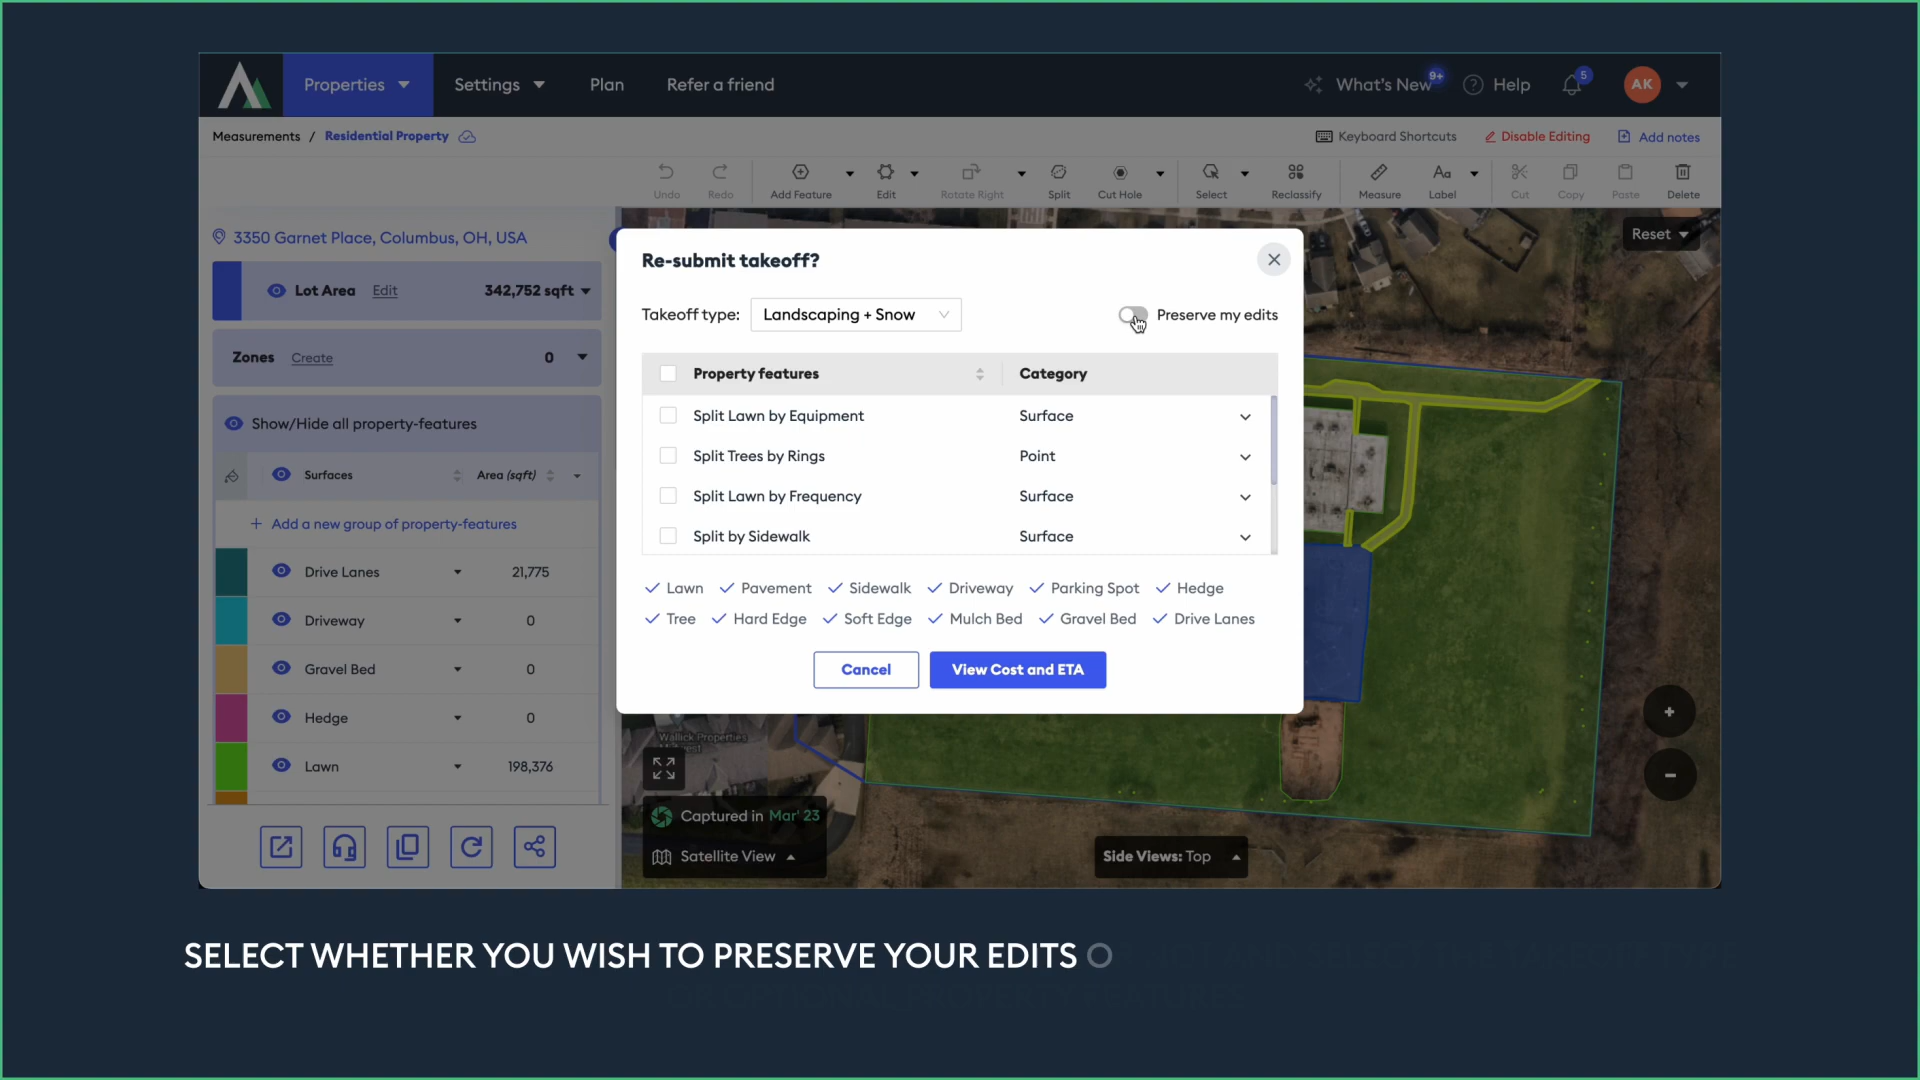 Properties Settings Plan Refer a friend What's New 9+ Help 5 AK
Measurements / Residential Property Keyboard Shortcuts Disable Editing Add notes
Undo Redo Add Feature Edit Rotate Right Split Cut Hole Select Reclassify Measure Label Cut Copy Paste Delete
3350 Garnet Place, Columbus, OH, USA
Reset
Lot Area Edit 342,752 sqft
Zones Create 0
Show/Hide all property-features
Surfaces Area (sqft)
+ Add a new group of property-features
Drive Lanes 21,775
Driveway 0
Gravel Bed 0
Hedge 0
Lawn 198,376
Re-submit takeoff?
Takeoff type: Landscaping + Snow Preserve my edits
Property features Category
Split Lawn by Equipment Surface
Split Trees by Rings Point
Split Lawn by Frequency Surface
Split by Sidewalk Surface
Lawn Pavement Sidewalk Driveway Parking Spot Hedge
Tree Hard Edge Soft Edge Mulch Bed Gravel Bed Drive Lanes
Cancel View Cost and ETA
Wallick Properties
Captured in Mar' 23
Satellite View
Side Views: Top
SELECT WHETHER YOU WISH TO PRESERVE YOUR EDITS O